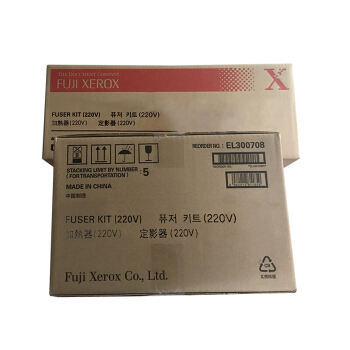 THE DOCUMENT COMPANY
FUJI XEROX
X
FUSER KIT (220V) 퓨저 키트 (220V)
加熱器 (220V) 定影器 (220V)
REORDER NO. : EL300708
STACKING LIMIT BY NUMBER : 5
(FOR TRANSPORTATION)
MADE IN CHINA
中国制造
FUSER KIT (220V) 퓨저 키트 (220V)
加熱器 (220V) 定影器 (220V)
Fuji Xerox Co., Ltd.